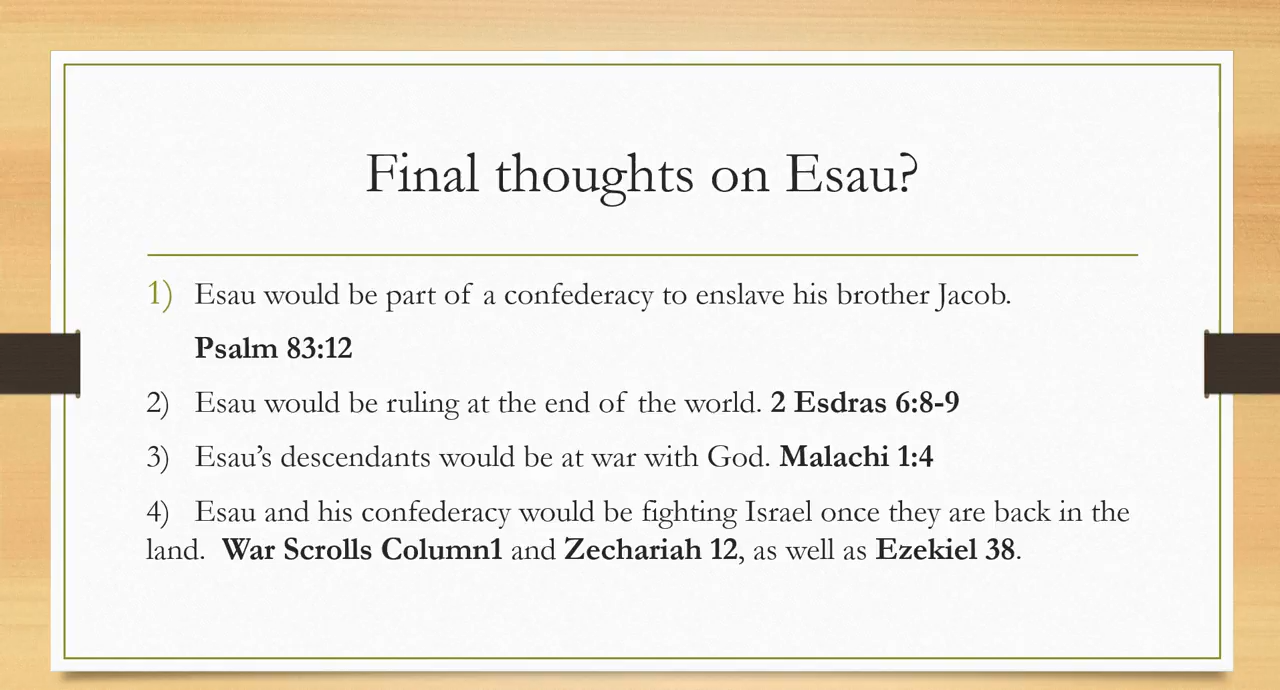 Final thoughts on Esau?
1) Esau would be part of a confederacy to enslave his brother Jacob.
Psalm 83:12
2) Esau would be ruling at the end of the world. 2 Esdras 6:8-9
3) Esau’s descendants would be at war with God. Malachi 1:4
4) Esau and his confederacy would be fighting Israel once they are back in the
land. War Scrolls Column1 and Zechariah 12, as well as Ezekiel 38.